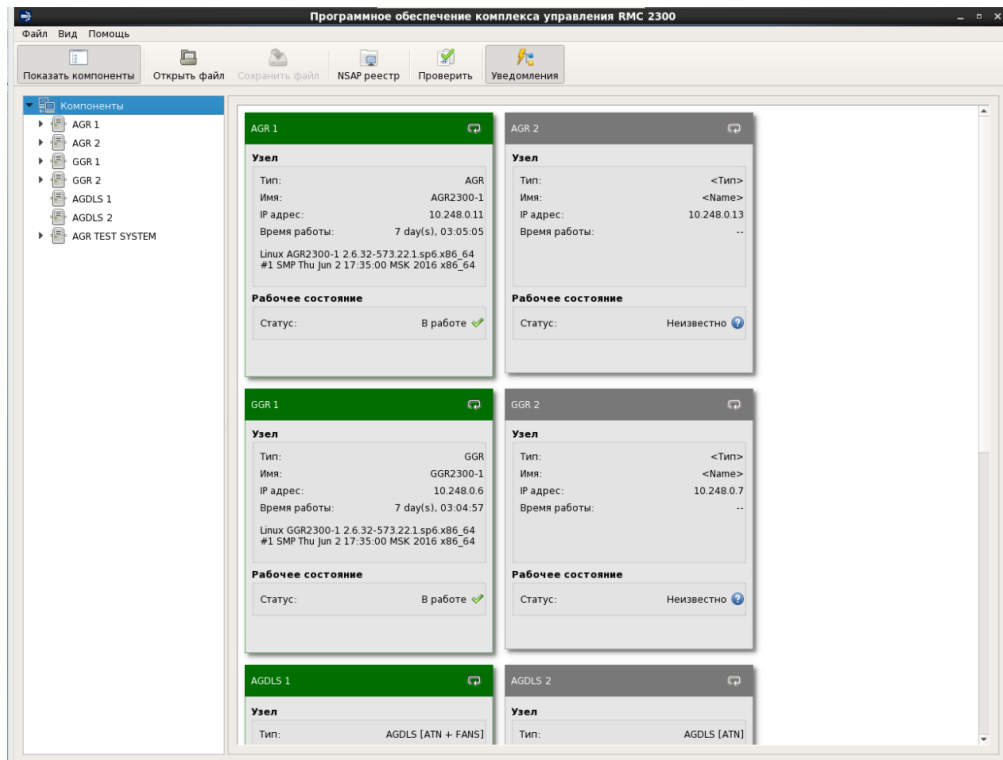 Программное обеспечение комплекса управления RMC 2300
Файл Вид Помощь
Показать компоненты Открыть файл Сохранить файл NSAP реестр Проверить Уведомления
Компоненты
AGR 1
AGR 2
GGR 1
GGR 2
AGDLS 1
AGDLS 2
AGR TEST SYSTEM
AGR 1
Узел
Тип: AGR
Имя: AGR2300-1
IP адрес: 10.248.0.11
Время работы: 7 day(s), 03:05:05
Linux AGR2300-1 2.6.32-573.22.1.sp6.x86_64
#1 SMP Thu Jun 2 17:35:00 MSK 2016 x86_64
Рабочее состояние
Статус: В работе
AGR 2
Узел
Тип: <Тип>
Имя: <Name>
IP адрес: 10.248.0.13
Время работы: --
Рабочее состояние
Статус: Неизвестно
GGR 1
Узел
Тип: GGR
Имя: GGR2300-1
IP адрес: 10.248.0.6
Время работы: 7 day(s), 03:04:57
Linux GGR2300-1 2.6.32-573.22.1.sp6.x86_64
#1 SMP Thu Jun 2 17:35:00 MSK 2016 x86_64
Рабочее состояние
Статус: В работе
GGR 2
Узел
Тип: <Тип>
Имя: <Name>
IP адрес: 10.248.0.7
Время работы: --
Рабочее состояние
Статус: Неизвестно
AGDLS 1
Узел
Тип: AGDLS [ATN + FANS]
AGDLS 2
Узел
Тип: AGDLS [ATN]